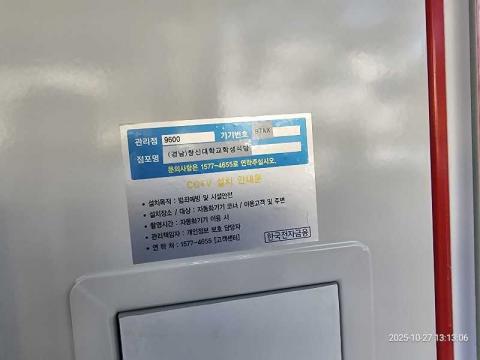 관리점 9600 기기번호 BTAX
점포명 (경남)창신대학교학생식당
문의사항은 1577-4655로 연락주십시오.
CC*V 설치 안내문
• 설치목적 : 범죄예방 및 시설안전
• 설치장소 / 대상 : 자동화기기 코너 / 이용고객 및 주변
• 촬영시간 : 자동화기기 이용 시
• 관리책임자 : 개인정보 보호 담당자
• 연 락 처 : 1577-4655 [고객센터]
한국전자금융
2025-10-27 13:13:06